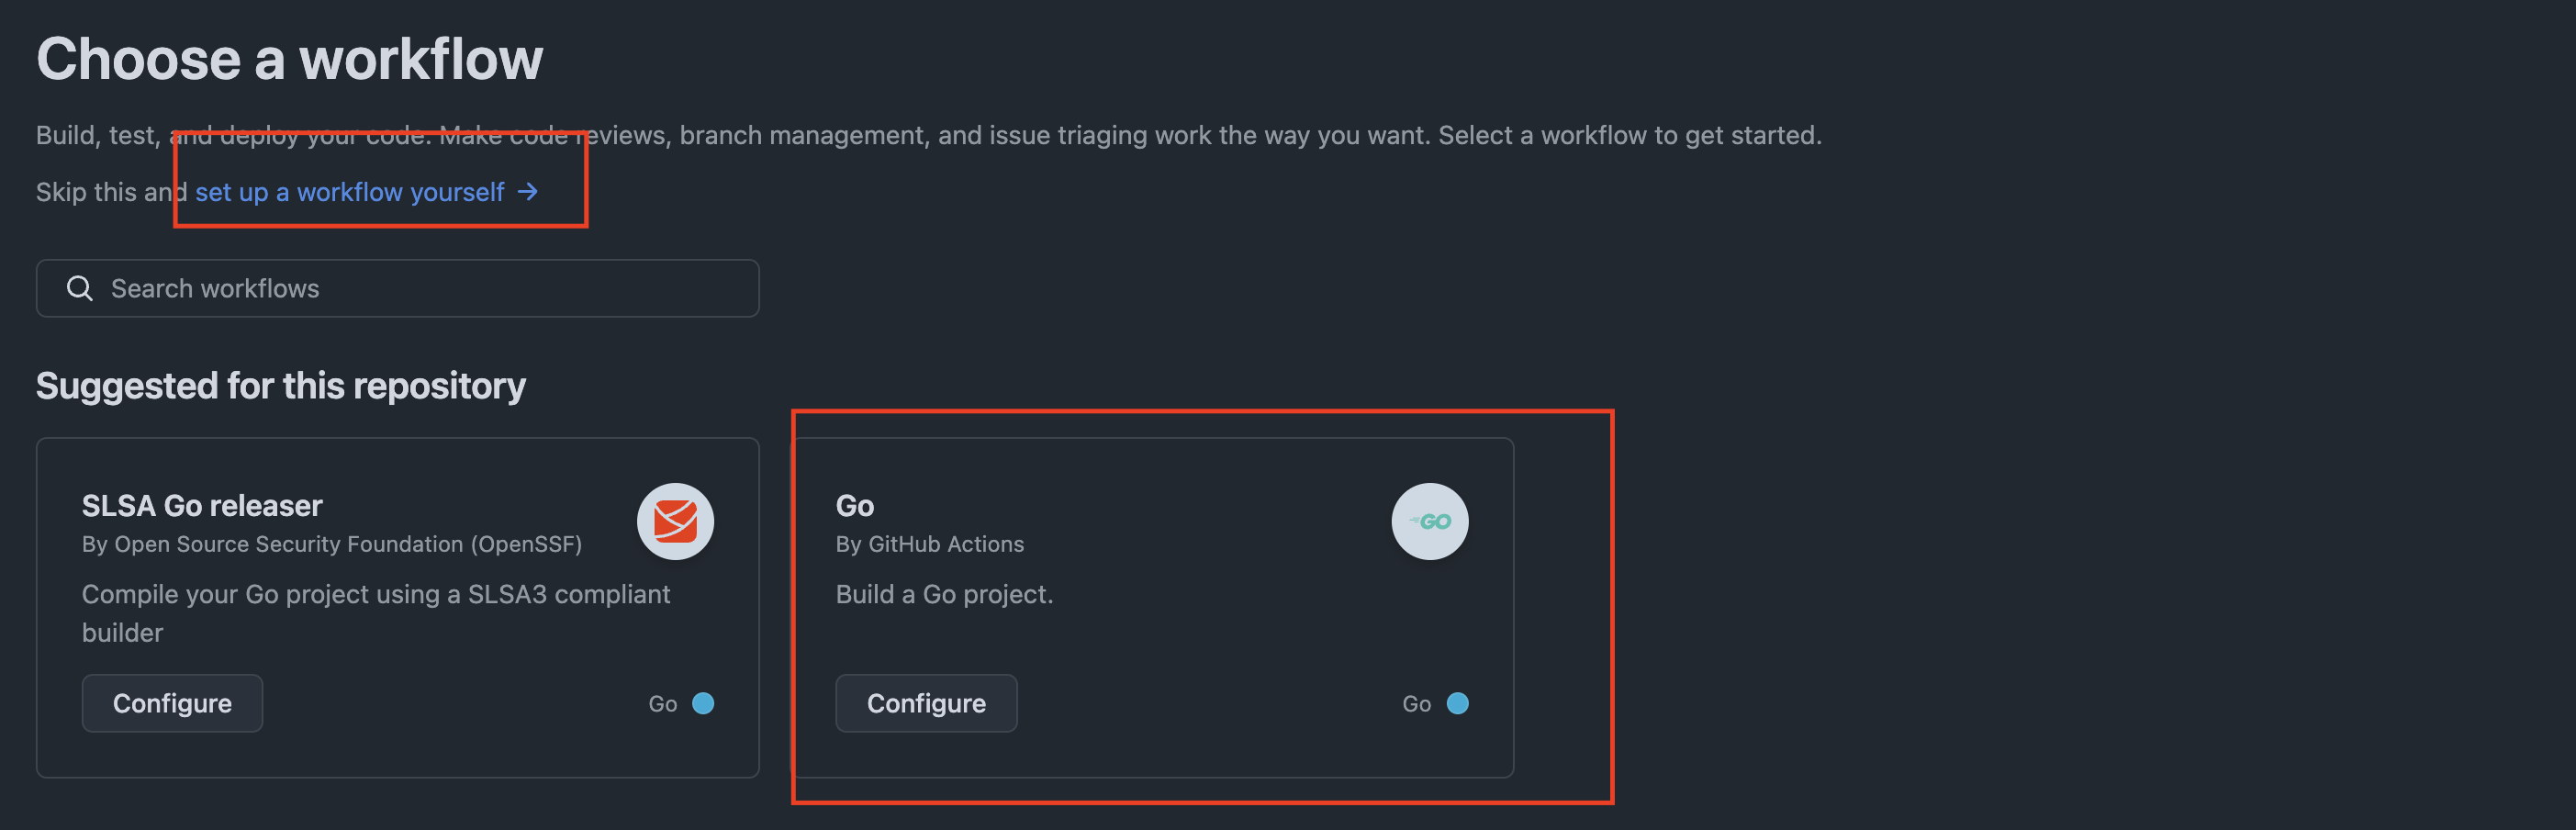 Choose a workflow
Build, test, and deploy your code. Make code reviews, branch management, and issue triaging work the way you want. Select a workflow to get started.
Skip this and set up a workflow yourself →
Search workflows
Suggested for this repository
SLSA Go releaser
By Open Source Security Foundation (OpenSSF)
Compile your Go project using a SLSA3 compliant
builder
Configure
Go
Go
By GitHub Actions
GO
Build a Go project.
Configure
Go